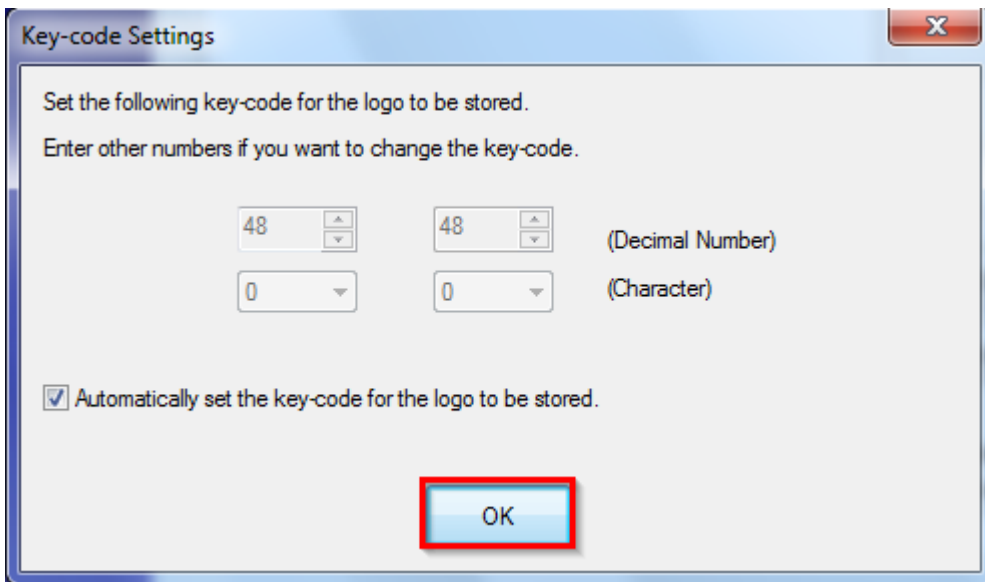 Key-code Settings
Set the following key-code for the logo to be stored.
Enter other numbers if you want to change the key-code.
48 48 (Decimal Number)
0 0 (Character)
Automatically set the key-code for the logo to be stored.
OK